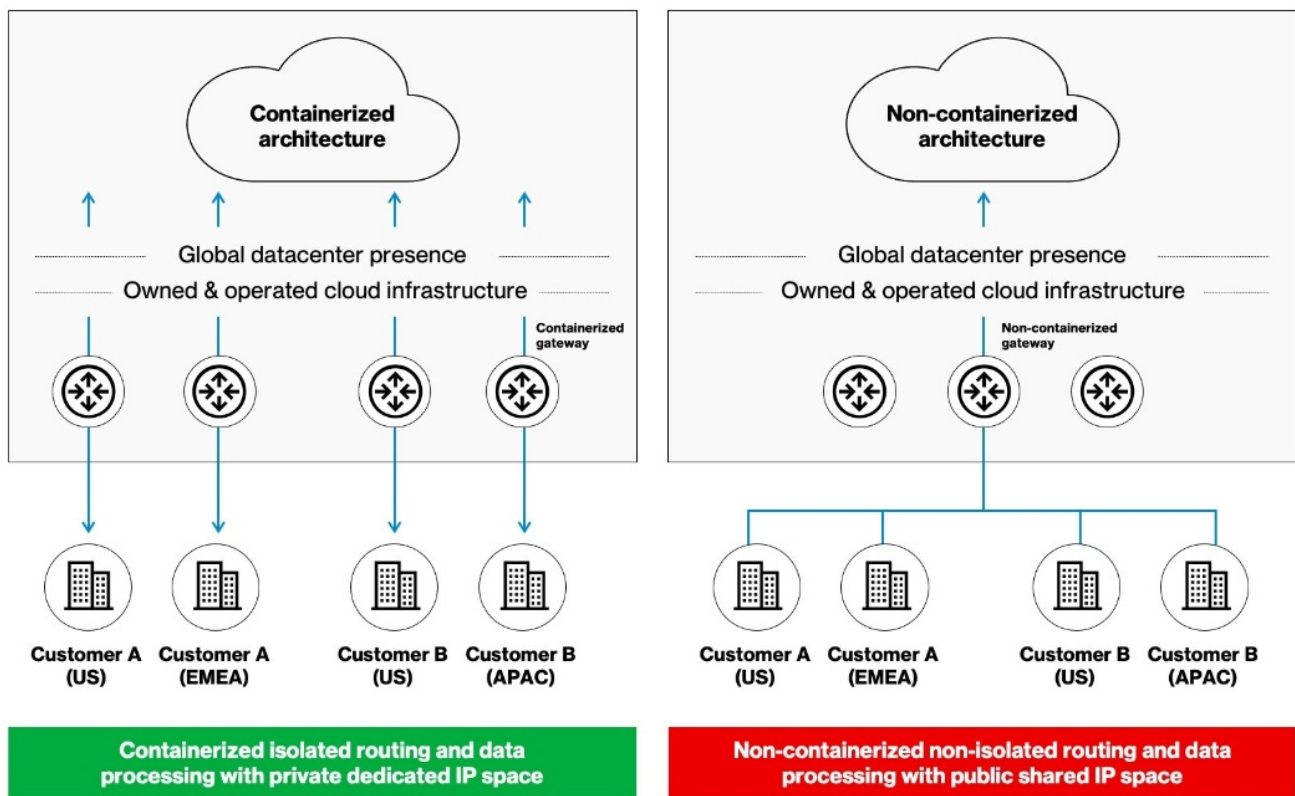 Containerized
architecture
Global datacenter presence
Owned & operated cloud infrastructure
Containerized
gateway
Customer A
(US)
Customer A
(EMEA)
Customer B
(US)
Customer B
(APAC)
Containerized isolated routing and data
processing with private dedicated IP space
Non-containerized
architecture
Global datacenter presence
Owned & operated cloud infrastructure
Non-containerized
gateway
Customer A
(US)
Customer A
(EMEA)
Customer B
(US)
Customer B
(APAC)
Non-containerized non-isolated routing and data
processing with public shared IP space